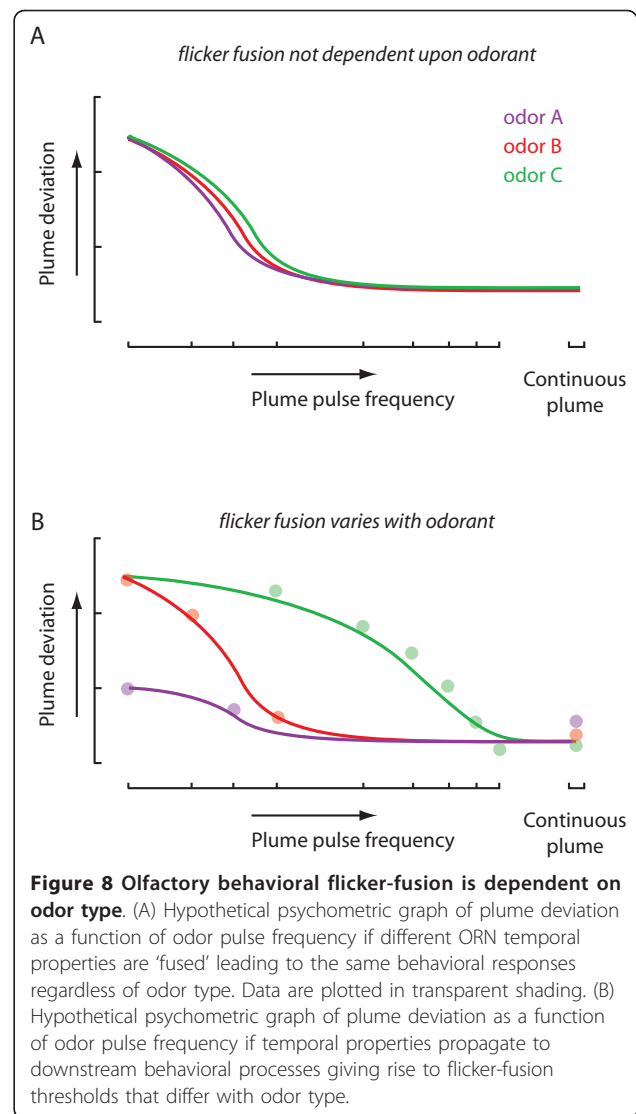 A
flicker fusion not dependent upon odorant
odor A
odor B
odor C
Plume deviation
Plume pulse frequency
Continuous
plume
B
flicker fusion varies with odorant
Plume deviation
Plume pulse frequency
Continuous
plume
Figure 8 Olfactory behavioral flicker-fusion is dependent on
odor type. (A) Hypothetical psychometric graph of plume deviation
as a function of odor pulse frequency if different ORN temporal
properties are ‘fused’ leading to the same behavioral responses
regardless of odor type. Data are plotted in transparent shading. (B)
Hypothetical psychometric graph of plume deviation as a function
of odor pulse frequency if temporal properties propagate to
downstream behavioral processes giving rise to flicker-fusion
thresholds that differ with odor type.